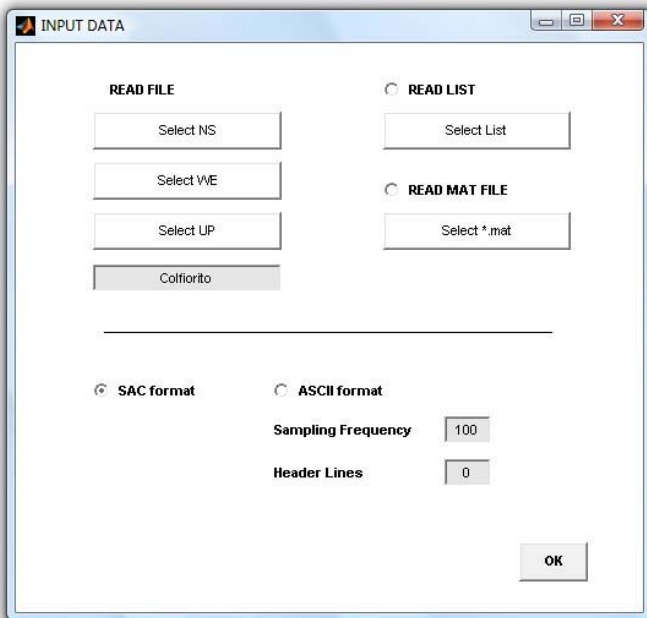 INPUT DATA
READ FILE
Select NS
Select WE
Select UP
Colfiorito
READ LIST
Select List
READ MAT FILE
Select *.mat
SAC format
ASCII format
Sampling Frequency 100
Header Lines 0
OK